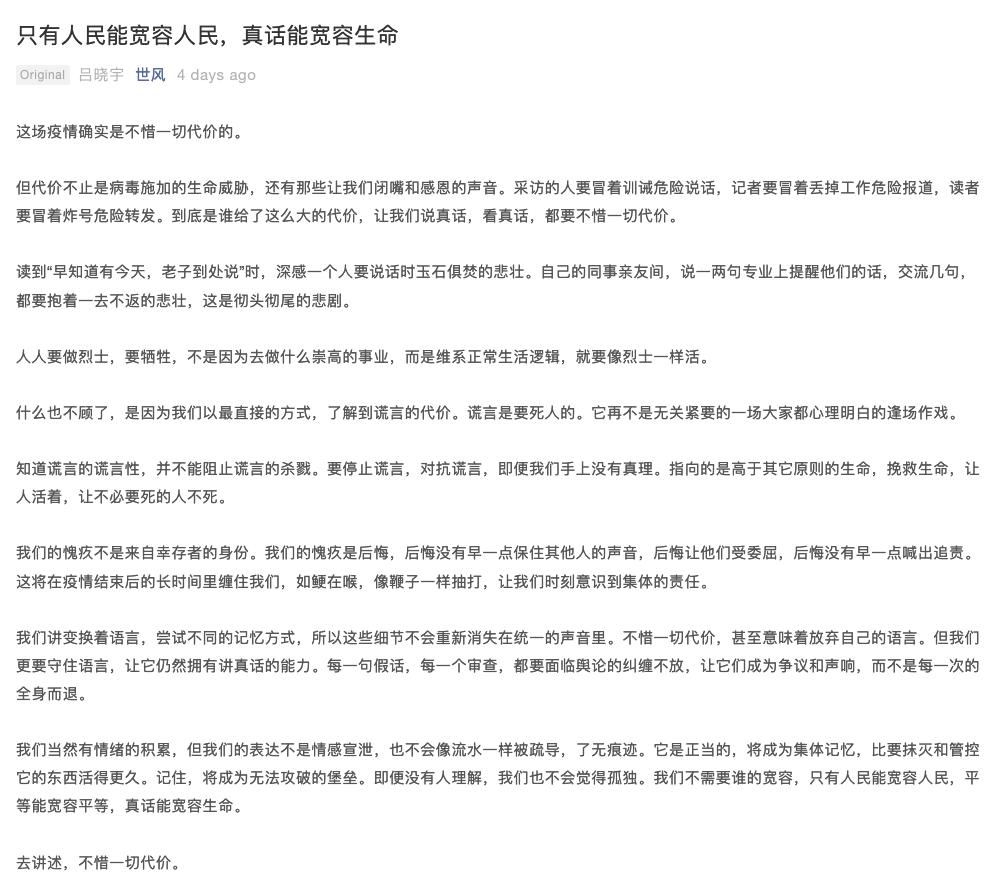 只有人民能宽容人民，真话能宽容生命
Original 吕晓宇 世风 4 days ago
这场疫情确实是不惜一切代价的。
但代价不止是病毒施加的生命威胁，还有那些让我们闭嘴和感恩的声音。采访的人要冒着训诫危险说话，记者要冒着丢掉工作危险报道，读者
要冒着炸号危险转发。到底是谁给了这么大的代价，让我们说真话，看真话，都要不惜一切代价。
读到“早知道有今天，老子到处说”时，深感一个人要说话时玉石俱焚的悲壮。自己的同事亲友间，说一两句专业上提醒他们的话，交流几句，
都要抱着一去不返的悲壮，这是彻头彻尾的悲剧。
人人要做烈士，要牺牲，不是因为去做什么崇高的事业，而是维系正常生活逻辑，就要像烈士一样活。
什么也不顾了，是因为我们以最直接的方式，了解到谎言的代价。谎言是要死人的。它再不是无关紧要的一场大家都心理明白的逢场作戏。
知道谎言的谎言性，并不能阻止谎言的杀戮。要停止谎言，对抗谎言，即便我们手上没有真理。指向的是高于其它原则的生命，挽救生命，让
人活着，让不必要死的人不死。
我们的愧疚不是来自幸存者的身份。我们的愧疚是后悔，后悔没有早一点保住其他人的声音，后悔让他们受委屈，后悔没有早一点喊出追责。
这将在疫情结束后的长时间里缠住我们，如鲠在喉，像鞭子一样抽打，让我们时刻意识到集体的责任。
我们讲变换着语言，尝试不同的记忆方式，所以这些细节不会重新消失在统一的声音里。不惜一切代价，甚至意味着放弃自己的语言。但我们
更要守住语言，让它仍然拥有讲真话的能力。每一句假话，每一个审查，都要面临舆论的纠缠不放，让它们成为争议和声响，而不是每一次的
全身而退。
我们当然有情绪的积累，但我们的表达不是情感宣泄，也不会像流水一样被疏导，了无痕迹。它是正当的，将成为集体记忆，比要抹灭和管控
它的东西活得更久。记住，将成为无法攻破的堡垒。即便没有人理解，我们也不会觉得孤独。我们不需要谁的宽容，只有人民能宽容人民，平
等能宽容平等，真话能宽容生命。
去讲述，不惜一切代价。